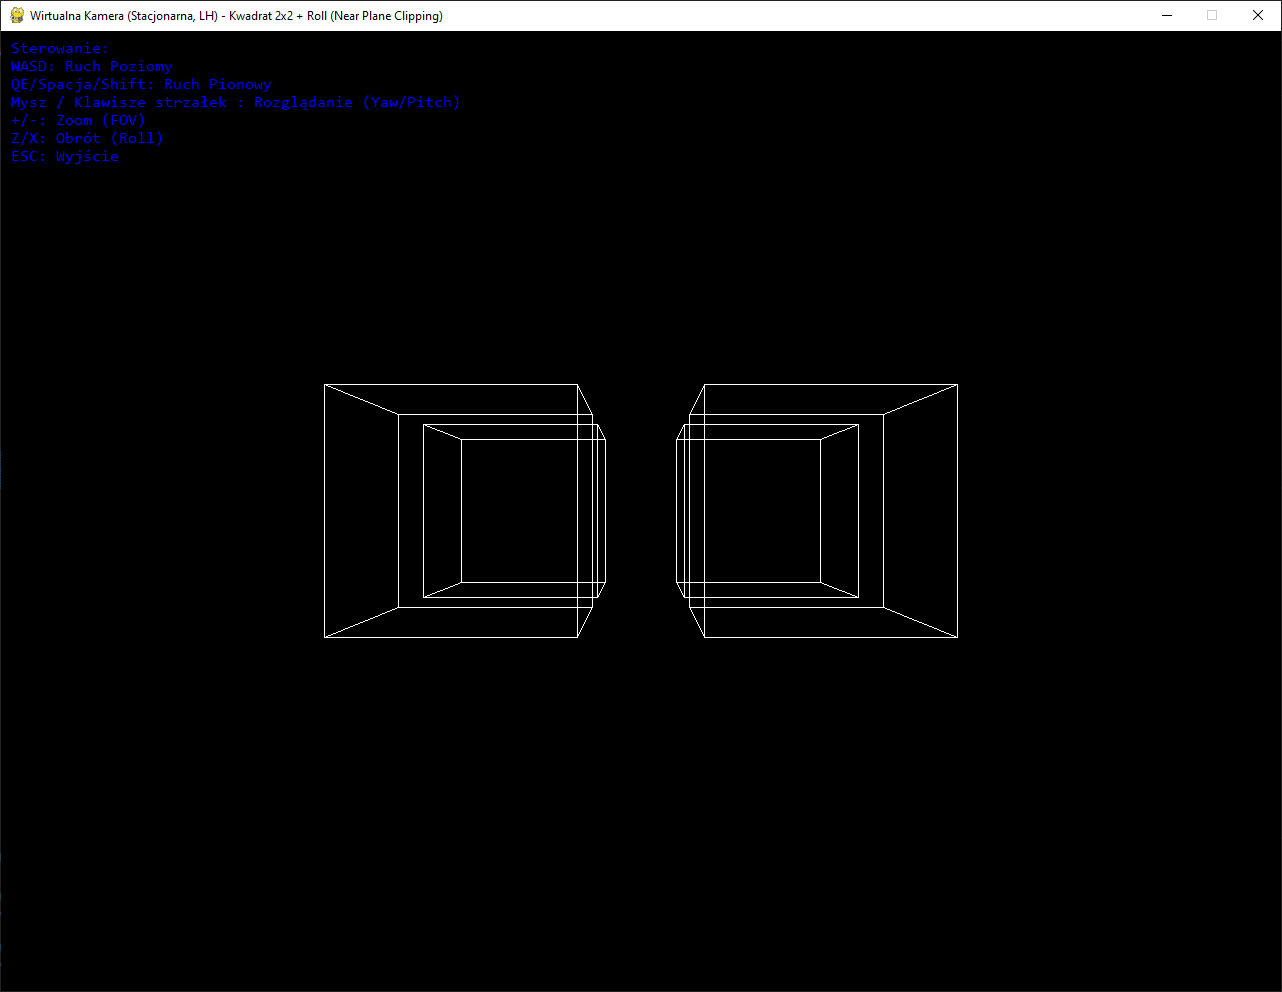 Wirtualna Kamera (Stacjonarna, LH) - Kwadrat 2x2 + Roll (Near Plane Clipping)
Sterowanie:
WASD: Ruch Poziomy
QE/Spacja/Shift: Ruch Pionowy
Mysz / Klawisze strzałek : Rozglądanie (Yaw/Pitch)
+/-: Zoom (FOV)
Z/X: Obrót (Roll)
ESC: Wyjście